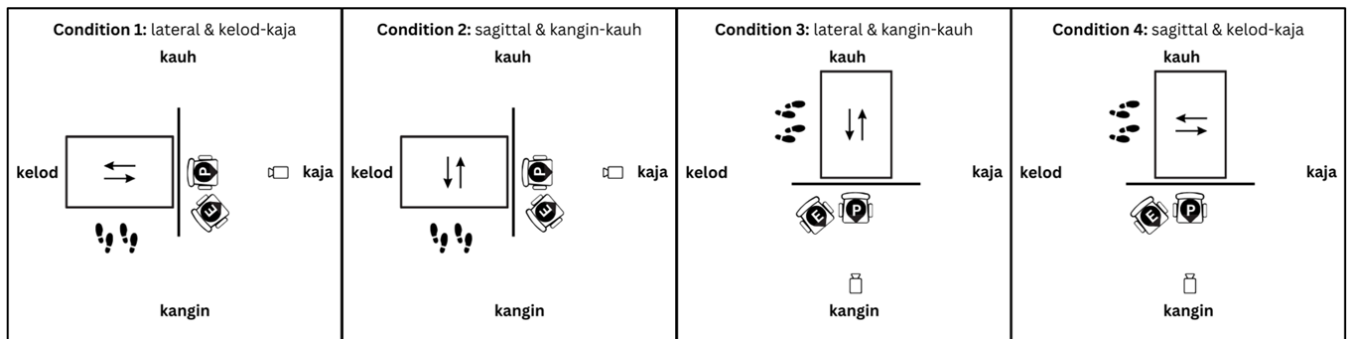 Condition 1: lateral & kelod-kaja
kauh
kelod
P
E
kaja
kangin
Condition 2: sagittal & kangin-kauh
kauh
kelod
P
E
kaja
kangin
Condition 3: lateral & kangin-kauh
kauh
kelod
kaja
E
P
kangin
Condition 4: sagittal & kelod-kaja
kauh
kelod
kaja
E
P
kangin